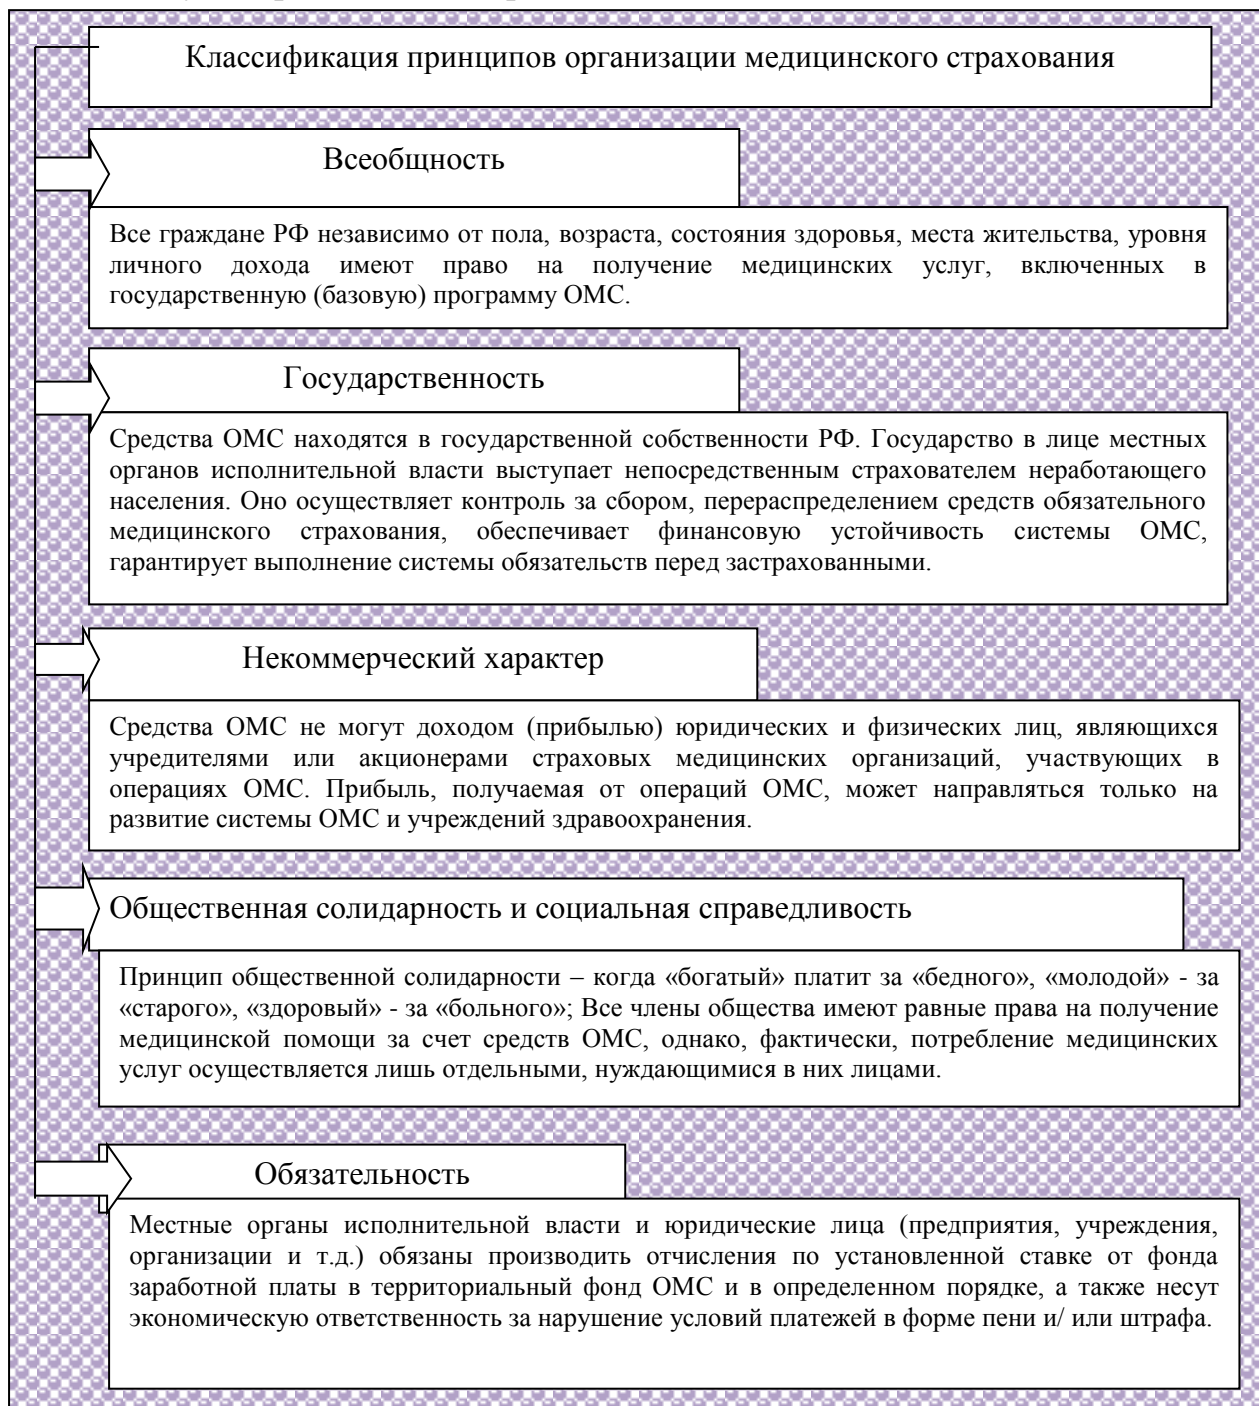 Классификация принципов организации медицинского страхования
Всеобщность
Все граждане РФ независимо от пола, возраста, состояния здоровья, места жительства, уровня
личного дохода имеют право на получение медицинских услуг, включенных в
государственную (базовую) программу ОМС.
Государственность
Средства ОМС находятся в государственной собственности РФ. Государство в лице местных
органов исполнительной власти выступает непосредственным страхователем неработающего
населения. Оно осуществляет контроль за сбором, перераспределением средств обязательного
медицинского страхования, обеспечивает финансовую устойчивость системы ОМС,
гарантирует выполнение системы обязательств перед застрахованными.
Некоммерческий характер
Средства ОМС не могут доходом (прибылью) юридических и физических лиц, являющихся
учредителями или акционерами страховых медицинских организаций, участвующих в
операциях ОМС. Прибыль, получаемая от операций ОМС, может направляться только на
развитие системы ОМС и учреждений здравоохранения.
Общественная солидарность и социальная справедливость
Принцип общественной солидарности – когда «богатый» платит за «бедного», «молодой» - за
«старого», «здоровый» - за «больного»; Все члены общества имеют равные права на получение
медицинской помощи за счет средств ОМС, однако, фактически, потребление медицинских
услуг осуществляется лишь отдельными, нуждающимися в них лицами.
Обязательность
Местные органы исполнительной власти и юридические лица (предприятия, учреждения,
организации и т.д.) обязаны производить отчисления по установленной ставке от фонда
заработной платы в территориальный фонд ОМС и в определенном порядке, а также несут
экономическую ответственность за нарушение условий платежей в форме пени и/ или штрафа.